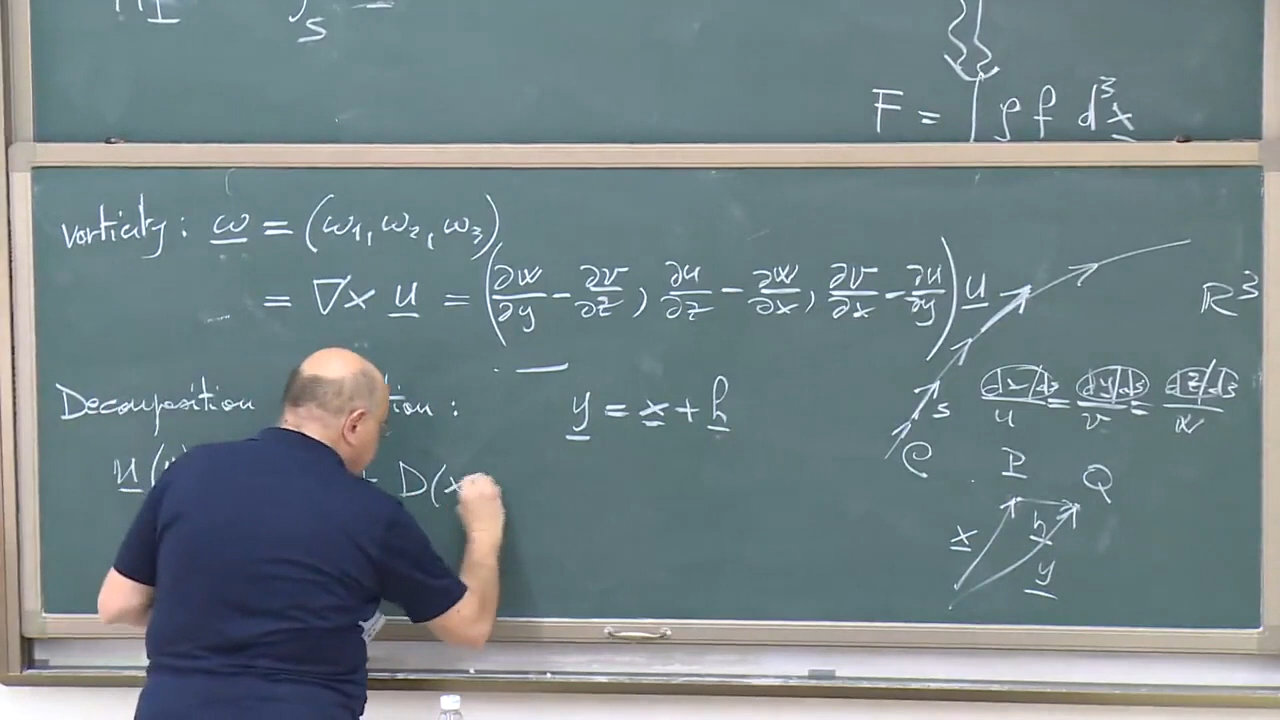 s
F = ∫ ρ f d³x
vorticity: ω = (ω₁, ω₂, ω₃)
= ∇× u = (∂w/∂y − ∂v/∂z, ∂u/∂z − ∂w/∂x, ∂v/∂x − ∂u/∂y)
u
ℝ³
dx/ds / u = dy/ds / v = dz/ds / w
s
C
Decomposition
y = x + h
u(
+ D(x
P
Q
x
h
y